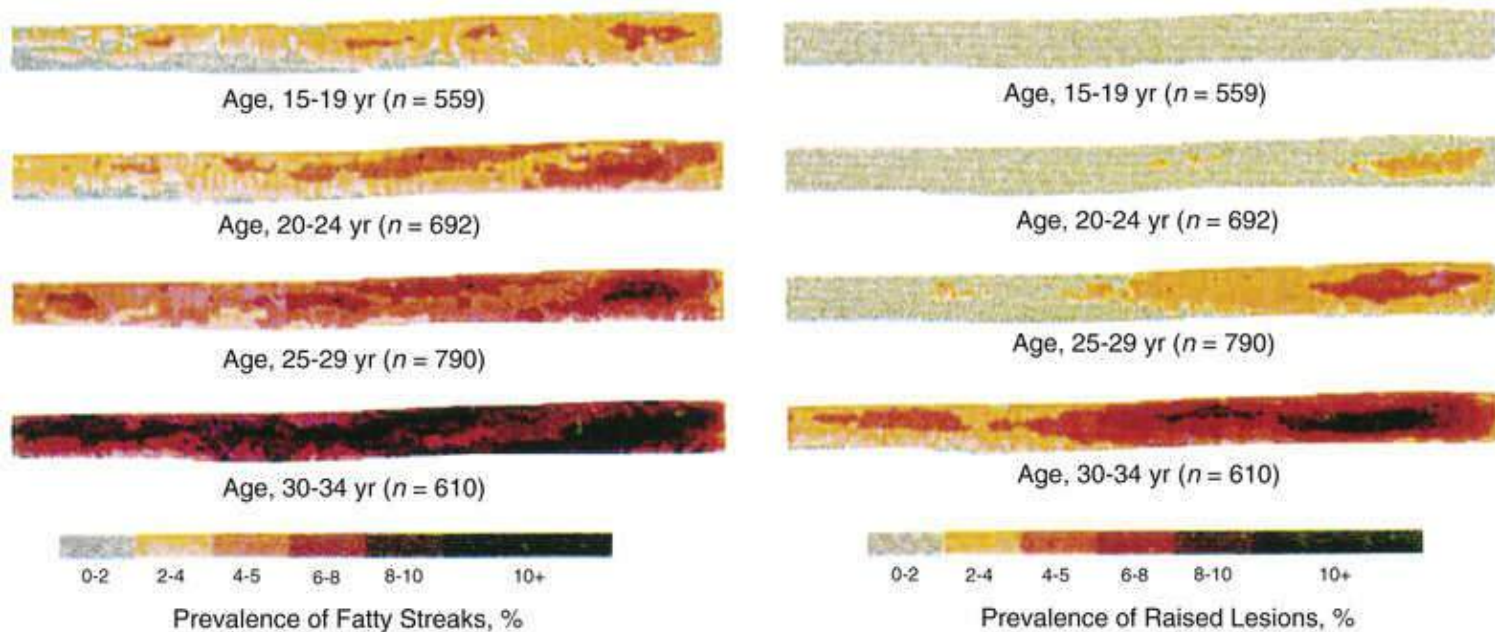 Age, 15-19 yr (n = 559)
Age, 20-24 yr (n = 692)
Age, 25-29 yr (n = 790)
Age, 30-34 yr (n = 610)
0-2 2-4 4-5 6-8 8-10 10+
Prevalence of Fatty Streaks, %
Age, 15-19 yr (n = 559)
Age, 20-24 yr (n = 692)
Age, 25-29 yr (n = 790)
Age, 30-34 yr (n = 610)
0-2 2-4 4-5 6-8 8-10 10+
Prevalence of Raised Lesions, %